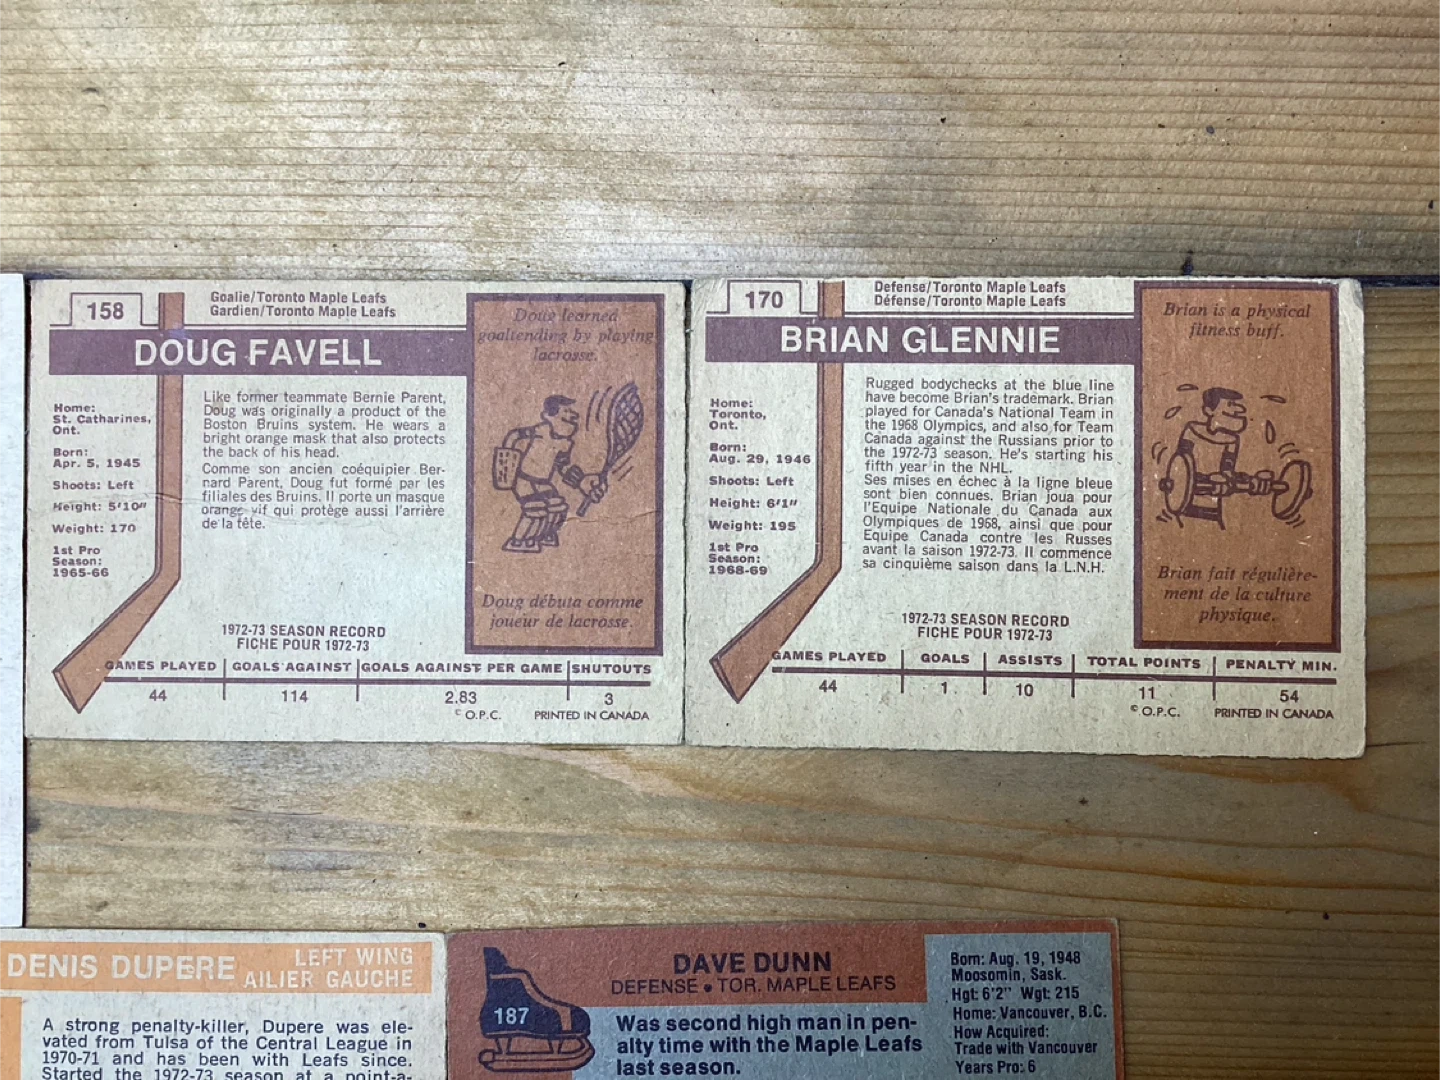 158
Goalie/Toronto Maple Leafs
Gardien/Toronto Maple Leafs
DOUG FAVELL
Home:
St. Catharines,
Ont.
Born:
Apr. 5, 1945
Shoots: Left
Height: 5'10"
Weight: 170
1st Pro
Season:
1965-66
Like former teammate Bernie Parent,
Doug was originally a product of the
Boston Bruins system. He wears a
bright orange mask that also protects
the back of his head.
Comme son ancien coéquipier Ber-
nard Parent, Doug fut formé par les
filiales des Bruins. Il porte un masque
orange vif qui protège aussi l'arrière
de la tête.
Doug learned
goaltending by playing
lacrosse.
Doug débuta comme
joueur de lacrosse.
1972-73 SEASON RECORD
FICHE POUR 1972-73
GAMES PLAYED GOALS AGAINST GOALS AGAINST PER GAME SHUTOUTS
44 114 2.83 3
© O.P.C. PRINTED IN CANADA
170
Defense/Toronto Maple Leafs
Défense/Toronto Maple Leafs
BRIAN GLENNIE
Home:
Toronto,
Ont.
Born:
Aug. 29, 1946
Shoots: Left
Height: 6'1"
Weight: 195
1st Pro
Season:
1968-69
Rugged bodychecks at the blue line
have become Brian's trademark. Brian
played for Canada's National Team in
the 1968 Olympics, and also for Team
Canada against the Russians prior to
the 1972-73 season. He's starting his
fifth year in the NHL.
Ses mises en échec à la ligne bleue
sont bien connues. Brian joua pour
l'Equipe Nationale du Canada aux
Olympiques de 1968, ainsi que pour
Equipe Canada contre les Russes
avant la saison 1972-73. Il commence
sa cinquième saison dans la L.N.H.
Brian is a physical
fitness buff.
Brian fait régulière-
ment de la culture
physique.
1972-73 SEASON RECORD
FICHE POUR 1972-73
GAMES PLAYED GOALS ASSISTS TOTAL POINTS PENALTY MIN.
44 1 10 11 54
© O.P.C. PRINTED IN CANADA
DENIS DUPERE
LEFT WING
AILIER GAUCHE
A strong penalty-killer, Dupere was ele-
vated from Tulsa of the Central League in
1970-71 and has been with Leafs since.
Started the 1972-73 season at a point-a-
187
DAVE DUNN
DEFENSE • TOR. MAPLE LEAFS
Was second high man in pen-
alty time with the Maple Leafs
last season.
Born: Aug. 19, 1948
Moosomin, Sask.
Hgt: 6'2" Wgt: 215
Home: Vancouver, B.C.
How Acquired:
Trade with Vancouver
Years Pro: 6